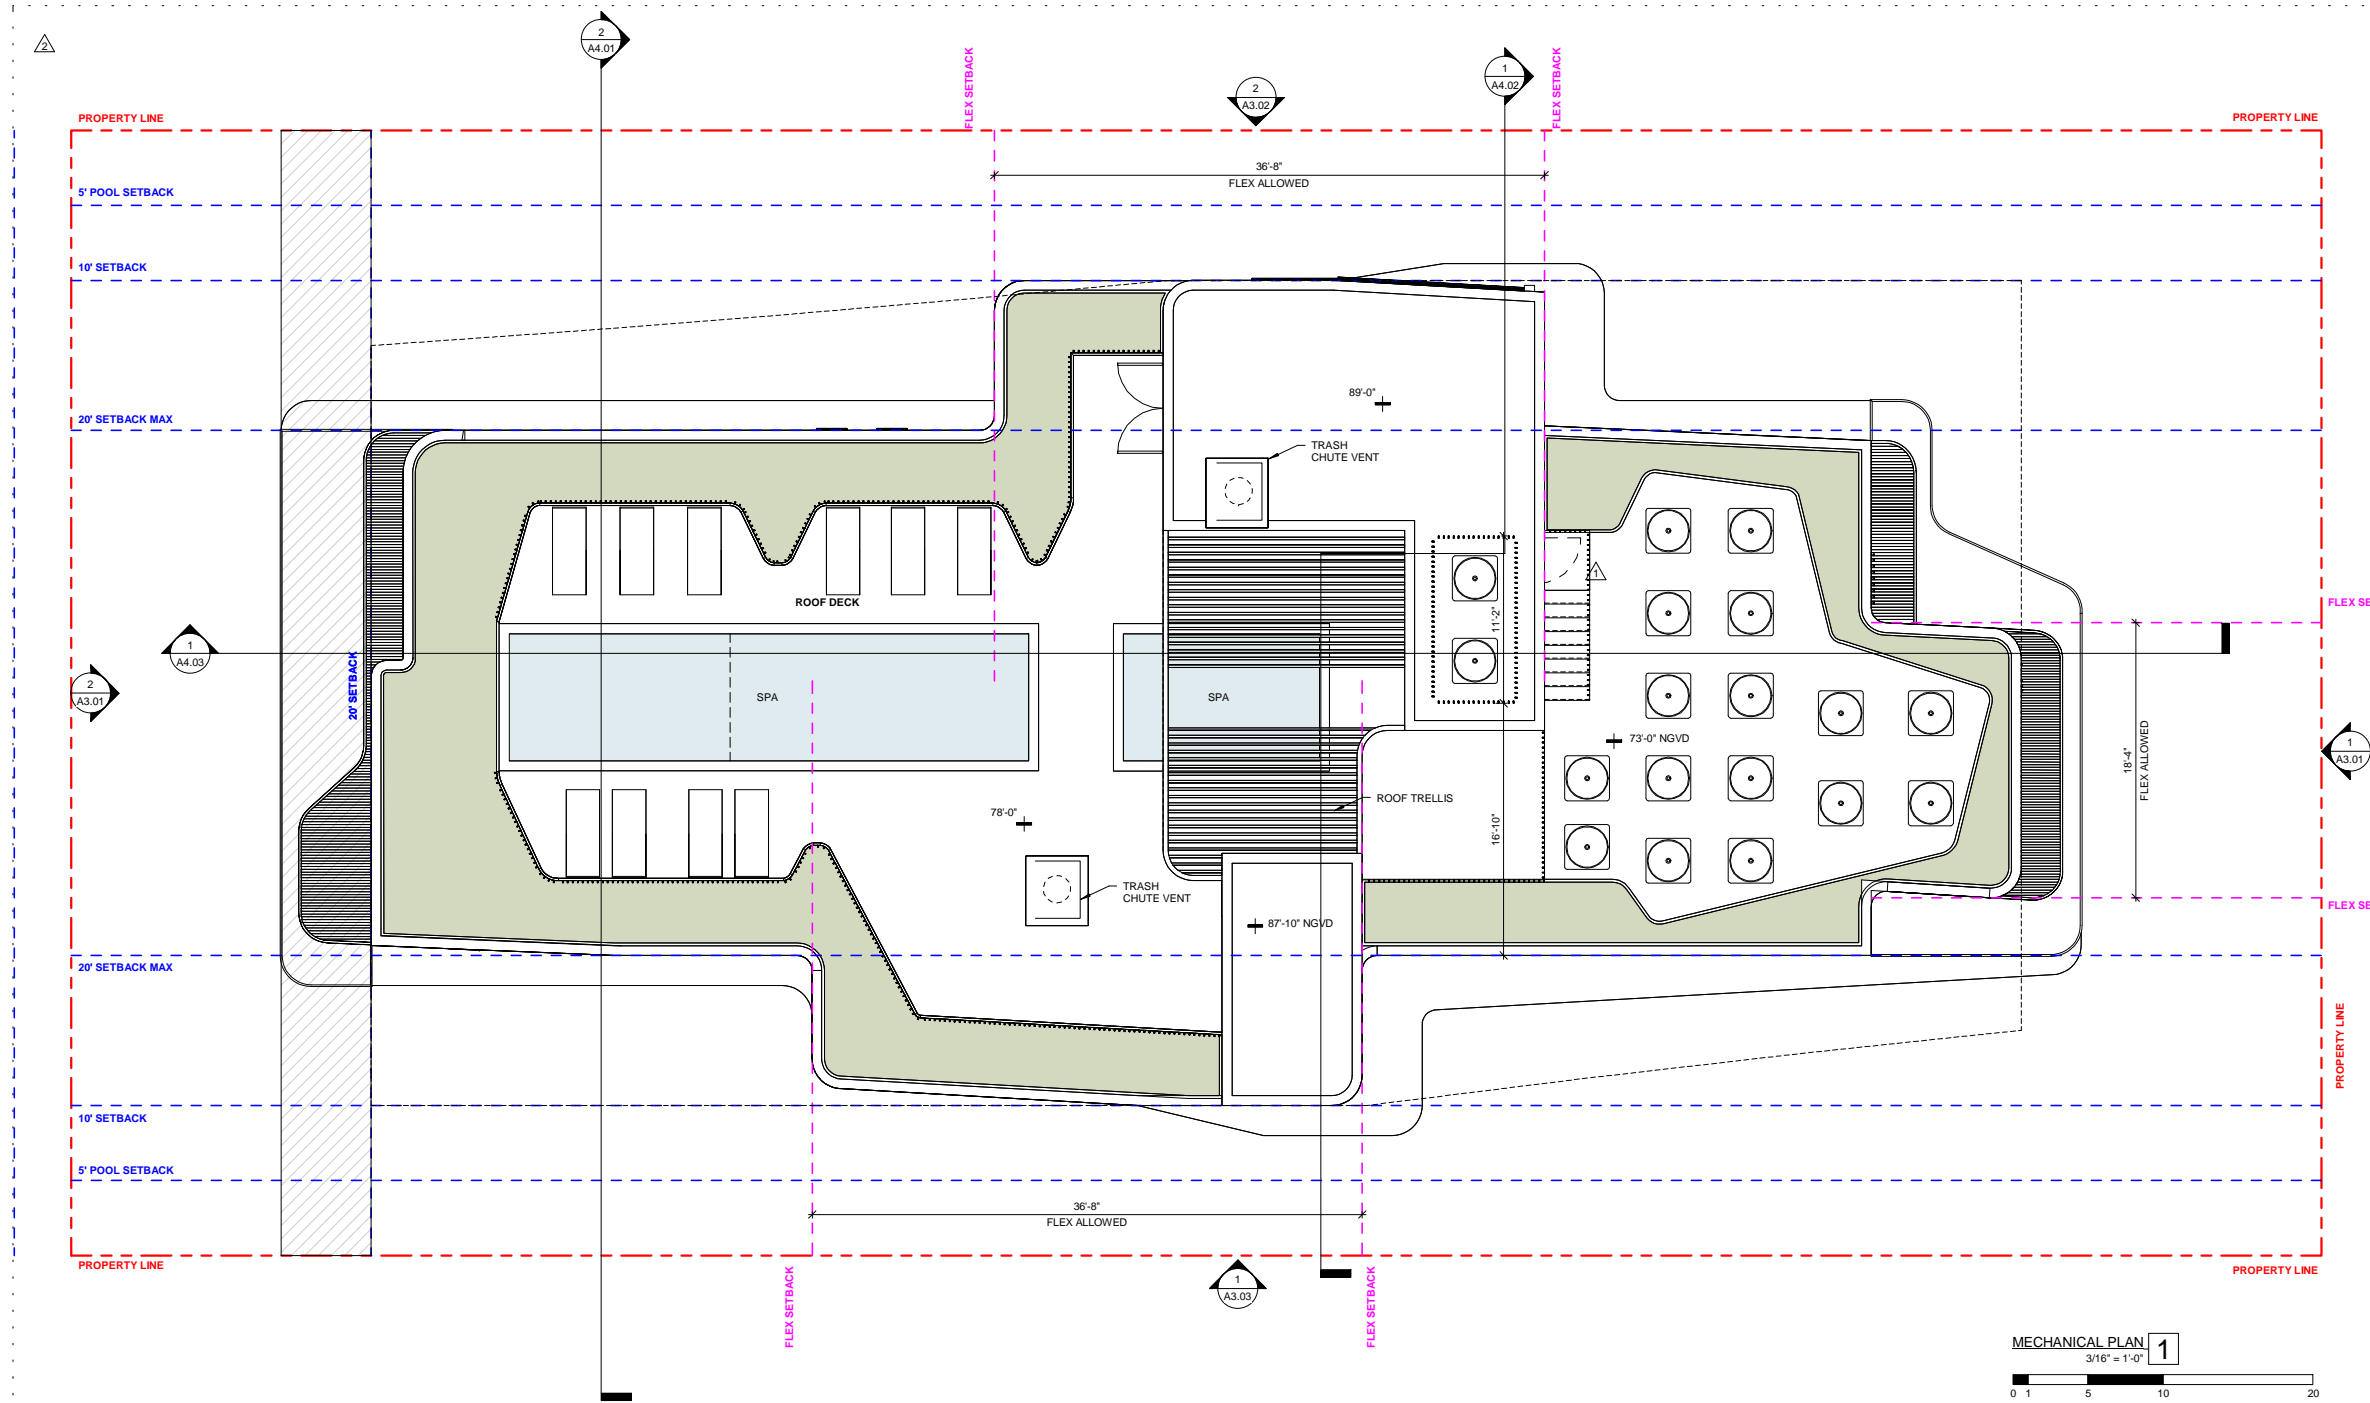 2
A4.01
2
FLEX SETBACK
2
A3.02
1
A4.02
FLEX SETBACK
PROPERTY LINE
PROPERTY LINE
36'-8"
FLEX ALLOWED
5' POOL SETBACK
10' SETBACK
89'-0"
20' SETBACK MAX
TRASH
CHUTE VENT
1
ROOF DECK
11'-2"
FLEX SE
1
A4.03
2
A3.01
20' SETBACK
SPA
SPA
73'-0" NGVD
18'-4"
FLEX ALLOWED
1
A3.01
ROOF TRELLIS
78'-0"
16'-10"
TRASH
CHUTE VENT
87'-10" NGVD
FLEX SE
20' SETBACK MAX
PROPERTY LINE
10' SETBACK
5' POOL SETBACK
36'-8"
FLEX ALLOWED
PROPERTY LINE
PROPERTY LINE
FLEX SETBACK
1
A3.03
FLEX SETBACK
MECHANICAL PLAN 1
3/16" = 1'-0"
0 1 5 10 20